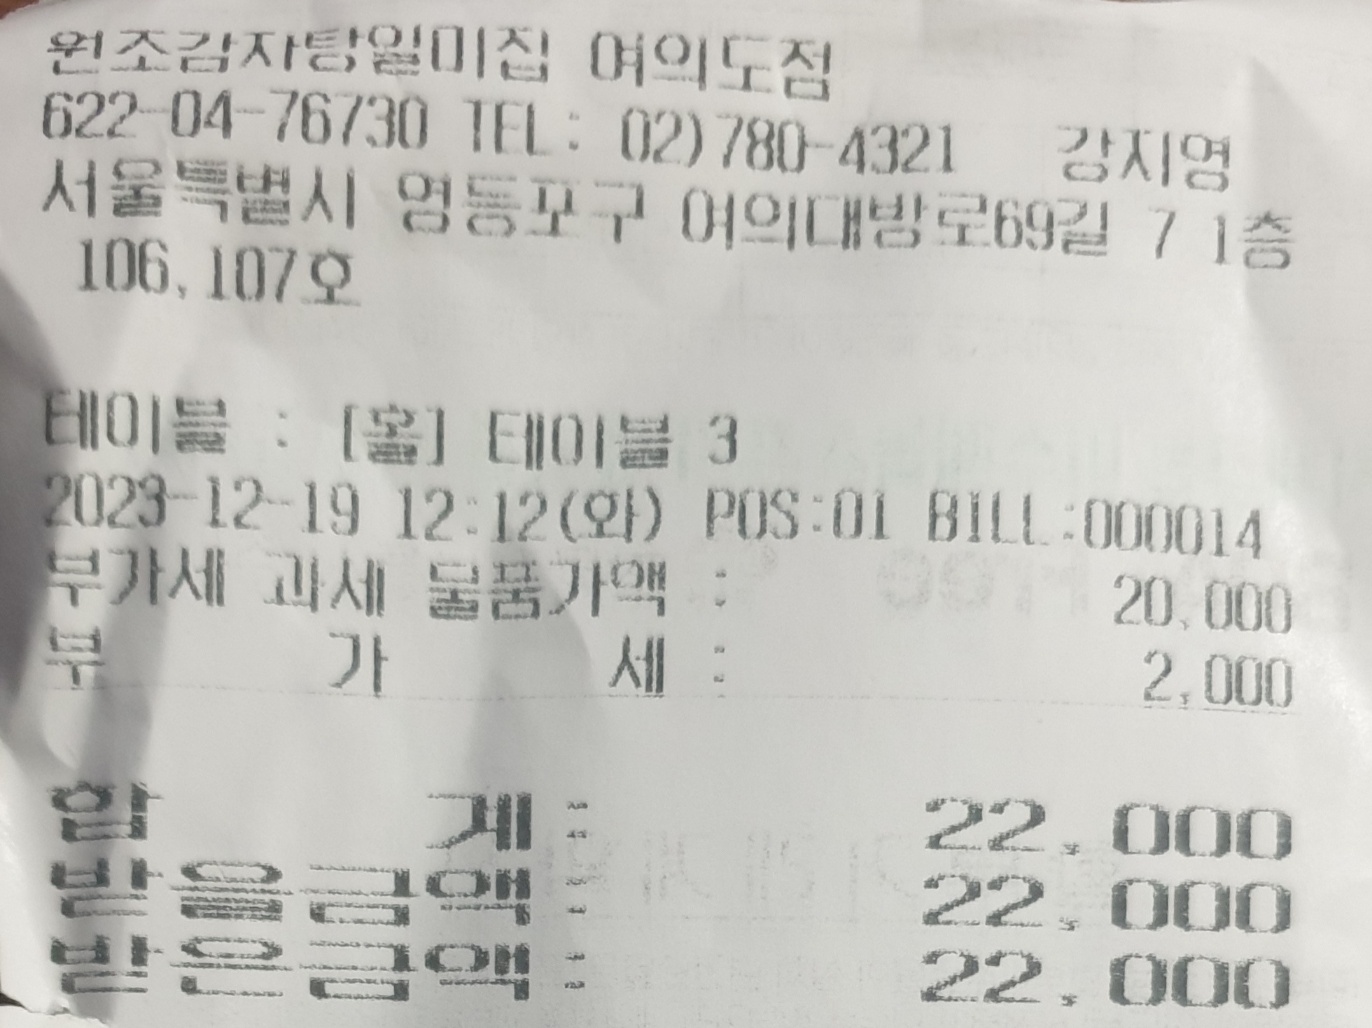 원조감자탕일미집 여의도점
622-04-76730 TEL: 02)780-4321 강지영
서울특별시 영등포구 여의대방로69길 7 1층
106,107호
테이블 : [홀] 테이블 3
2023-12-19 12:12(화) POS:01 BILL:000014
부가세 과세 물품가액 : 20,000
부 가 세 : 2,000
합 계 : 22,000
받을금액 : 22,000
받은금액 : 22,000